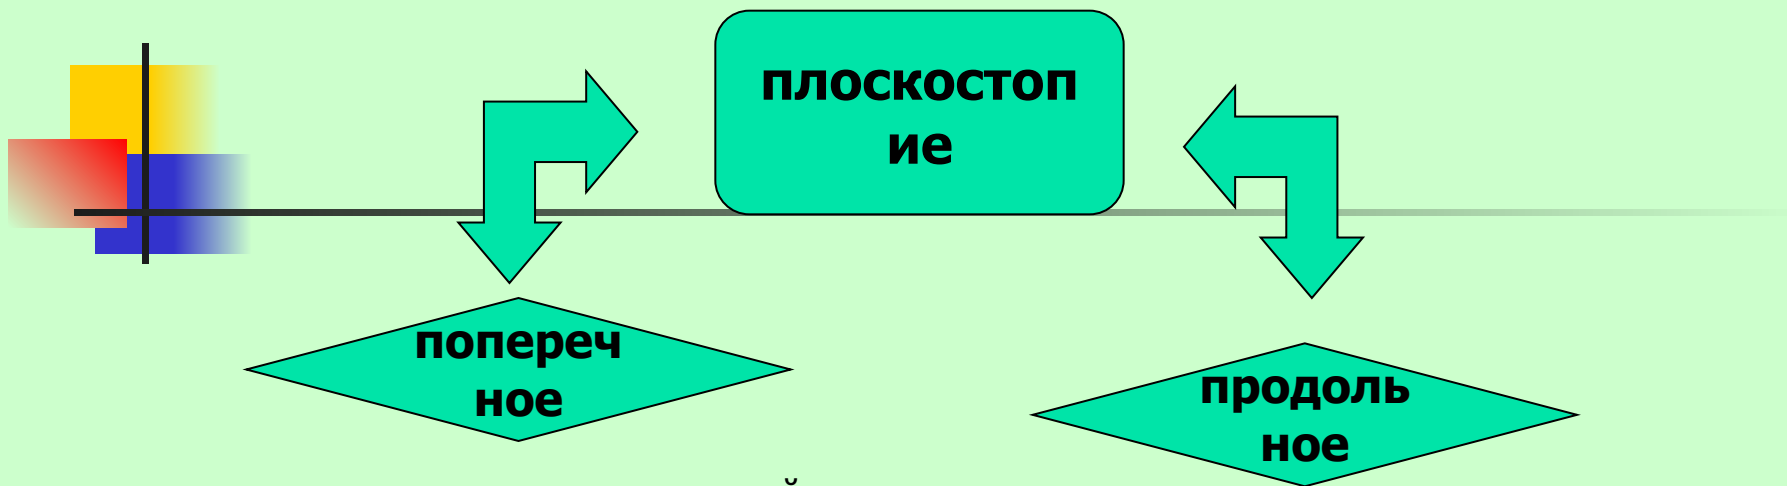 плоскостоп
ие
попереч
ное
продоль
ное